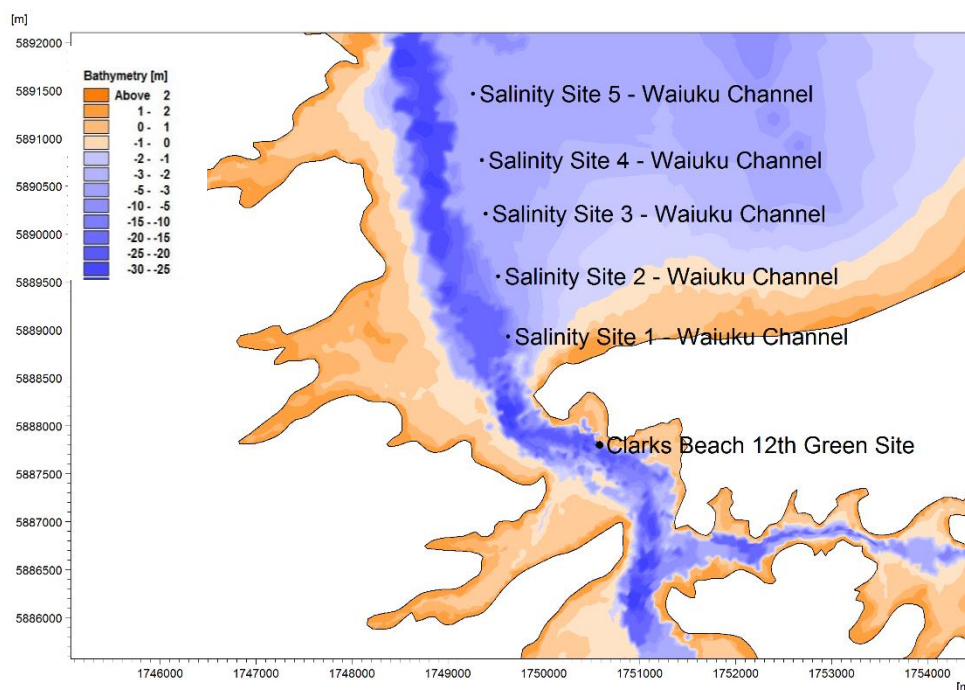 [m]
5892000
5891500
5891000
5890500
5890000
5889500
5889000
5888500
5888000
5887500
5887000
5886500
5886000
Bathymetry [m]
Above 2
1 - 2
0 - 1
-1 - 0
-2 - -1
-3 - -2
-5 - -3
-10 - -5
-15 - -10
-20 - -15
-25 - -20
-30 - -25
Salinity Site 5 - Waiuku Channel
Salinity Site 4 - Waiuku Channel
Salinity Site 3 - Waiuku Channel
Salinity Site 2 - Waiuku Channel
Salinity Site 1 - Waiuku Channel
Clarks Beach 12th Green Site
1746000 1747000 1748000 1749000 1750000 1751000 1752000 1753000 1754000